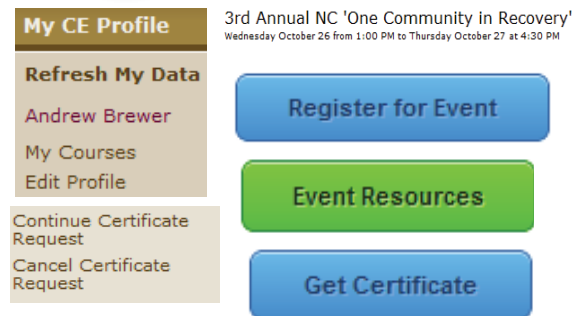 My CE Profile
Refresh My Data
Andrew Brewer
My Courses
Edit Profile
Continue Certificate
Request
Cancel Certificate
Request
3rd Annual NC 'One Community in Recovery'
Wednesday October 26 from 1:00 PM to Thursday October 27 at 4:30 PM
Register for Event
Event Resources
Get Certificate